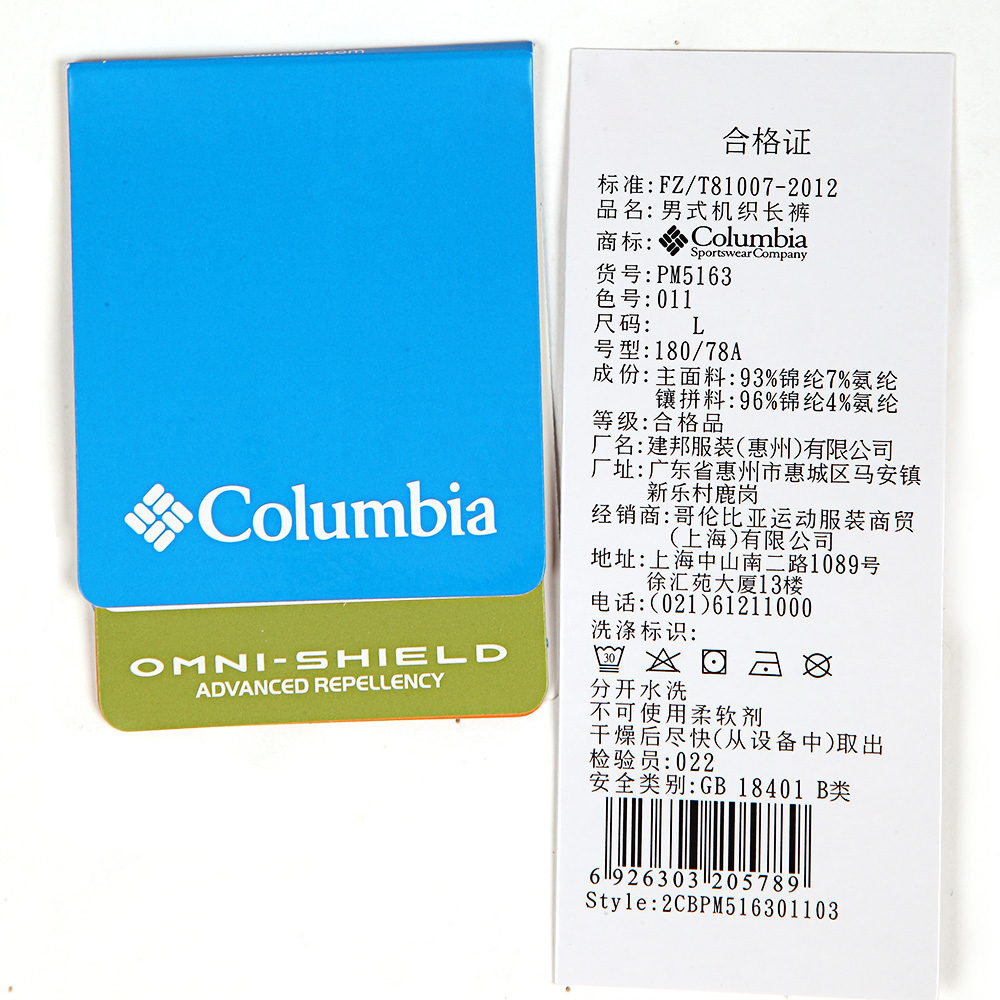 columbia.com
Columbia
OMNI-SHIELD
ADVANCED REPELLENCY
合格证
标准:FZ/T81007-2012
品名:男式机织长裤
商标:Columbia
Sportswear Company
货号:PM5163
色号:011
尺码: L
号型:180/78A
成份:主面料:93%锦纶7%氨纶
镶拼料:96%锦纶4%氨纶
等级:合格品
厂名:建邦服装(惠州)有限公司
厂址:广东省惠州市惠城区马安镇
新乐村鹿岗
经销商:哥伦比亚运动服装商贸
(上海)有限公司
地址:上海中山南二路1089号
徐汇苑大厦13楼
电话:(021)61211000
洗涤标识:
30
分开水洗
不可使用柔软剂
干燥后尽快(从设备中)取出
检验员:022
安全类别:GB 18401 B类
6 926303 205789
Style:2CBPM516301103